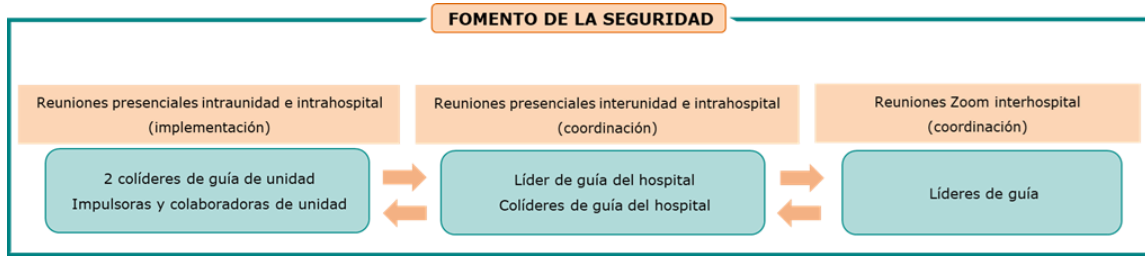 FOMENTO DE LA SEGURIDAD
Reuniones presenciales intraunidad e intrahospital
(implementación)
2 colíderes de guía de unidad
Impulsoras y colaboradoras de unidad
Reuniones presenciales interunidad e intrahospital
(coordinación)
Líder de guía del hospital
Colíderes de guía del hospital
Reuniones Zoom interhospital
(coordinación)
Líderes de guía